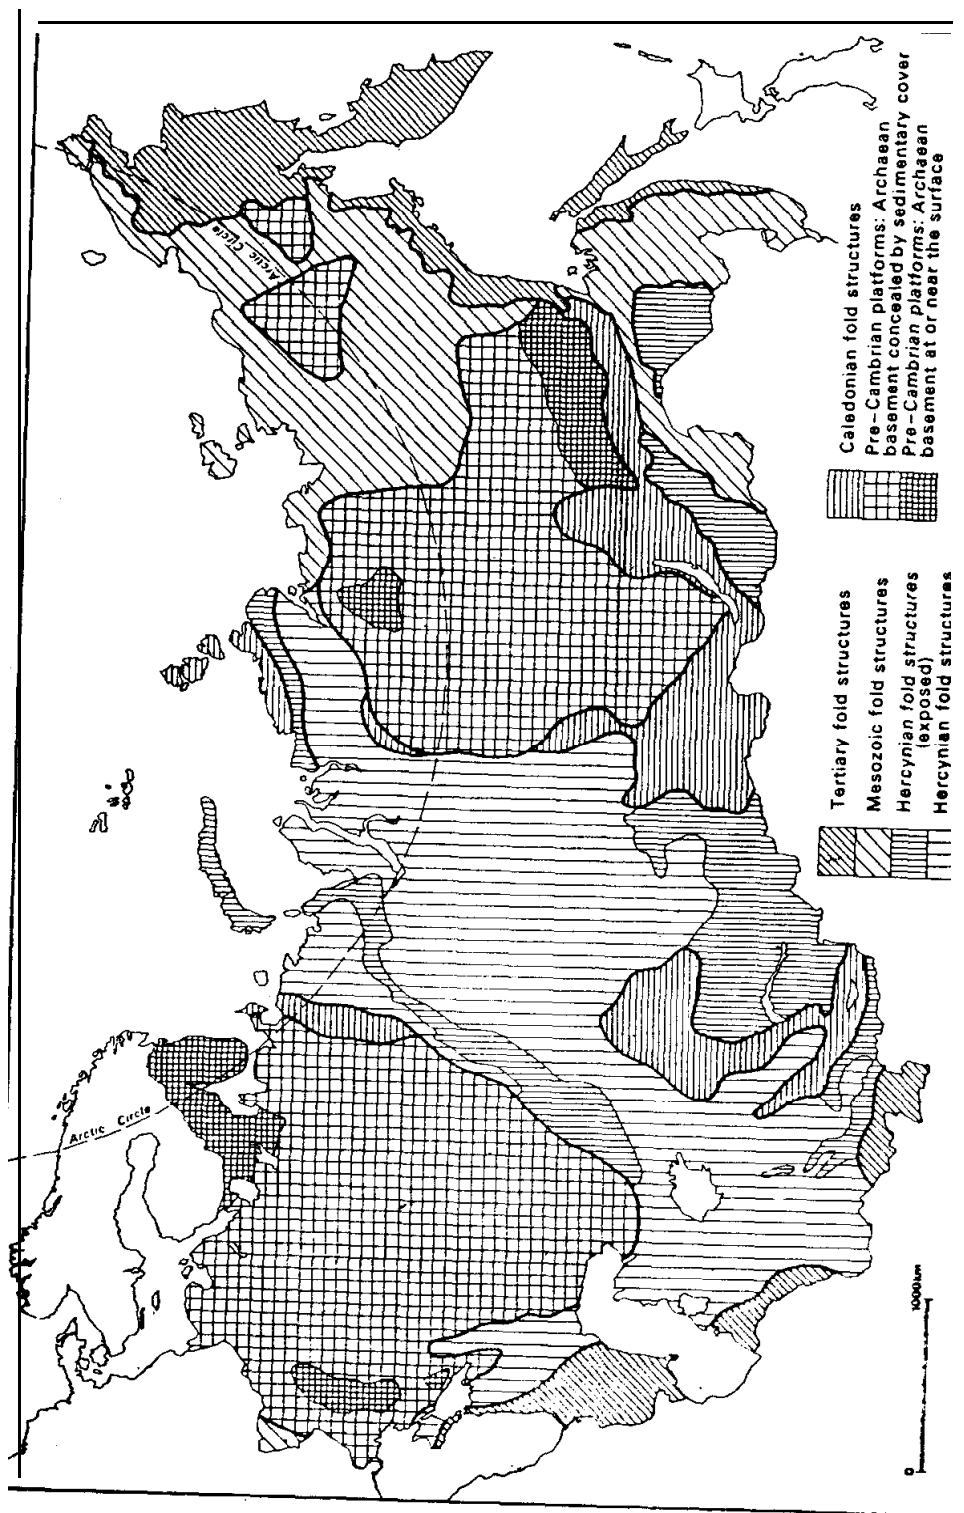 Arctic Circle
Arctic Circle
Tertiary fold structures
Mesozoic fold structures
Hercynian fold structures
(exposed)
Hercynian fold structures
Caledonian fold structures
Pre-Cambrian platforms: Archaean
basement concealed by sedimentary cover
Pre-Cambrian platforms: Archaean
basement at or near the surface
0 1000km